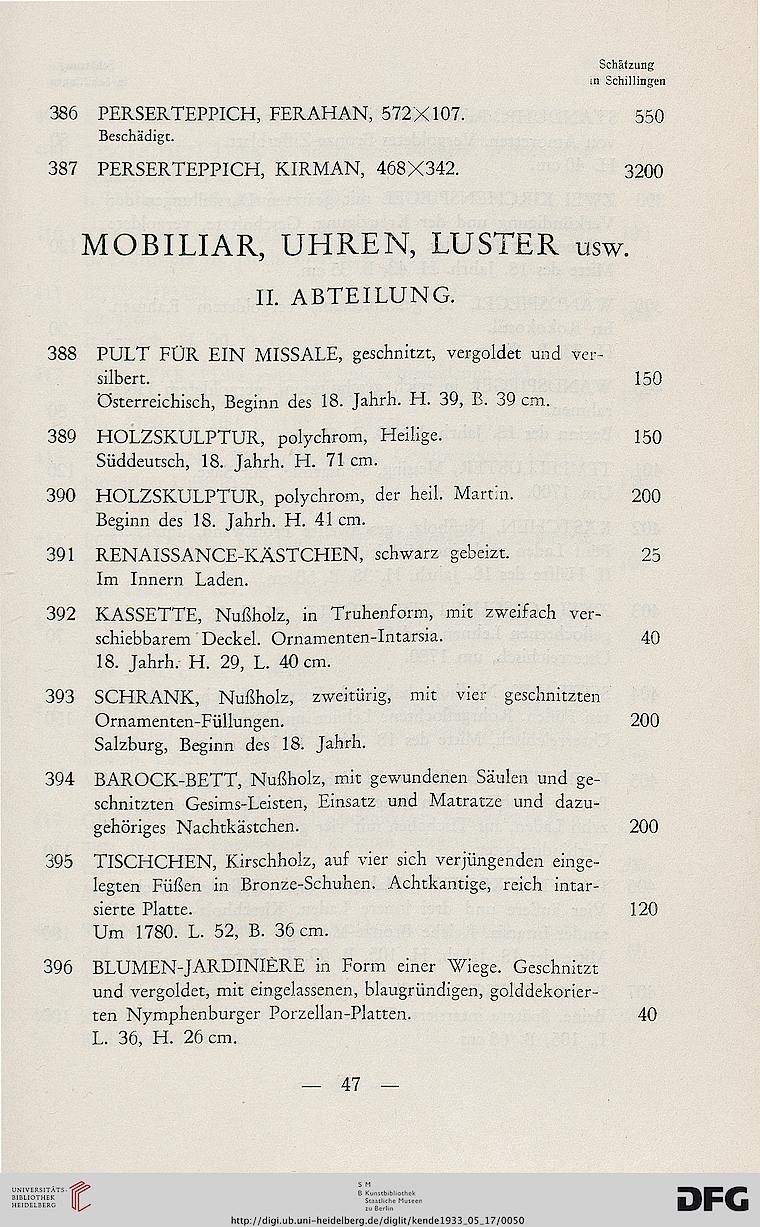 Schätzung
in Schillingen
386 PERSERTEPPICH, FERAHAN, 572×107. 550
Beschädigt.
387 PERSERTEPPICH, KIRMAN, 468×342. 3200
MOBILIAR, UHREN, LUSTER usw.
II. ABTEILUNG.
388 PULT FÜR EIN MISSALE, geschnitzt, vergoldet und ver-
silbert. 150
Österreichisch, Beginn des 18. Jahrh. H. 39, B. 39 cm.
389 HOLZSKULPTUR, polychrom, Heilige. 150
Süddeutsch, 18. Jahrh. H. 71 cm.
390 HOLZSKULPTUR, polychrom, der heil. Martin. 200
Beginn des 18. Jahrh. H. 41 cm.
391 RENAISSANCE-KÄSTCHEN, schwarz gebeizt. 25
Im Innern Laden.
392 KASSETTE, Nußholz, in Truhenform, mit zweifach ver-
schiebbarem Deckel. Ornamenten-Intarsia. 40
18. Jahrh. H. 29, L. 40 cm.
393 SCHRANK, Nußholz, zweitürig, mit vier geschnitzten
Ornamenten-Füllungen. 200
Salzburg, Beginn des 18. Jahrh.
394 BAROCK-BETT, Nußholz, mit gewundenen Säulen und ge-
schnitzten Gesims-Leisten, Einsatz und Matratze und dazu-
gehöriges Nachtkästchen. 200
395 TISCHCHEN, Kirschholz, auf vier sich verjüngenden einge-
legten Füßen in Bronze-Schuhen. Achtkantige, reich intar-
sierte Platte. 120
Um 1780. L. 52, B. 36 cm.
396 BLUMEN-JARDINIÈRE in Form einer Wiege. Geschnitzt
und vergoldet, mit eingelassenen, blaugründigen, golddekorier-
ten Nymphenburger Porzellan-Platten. 40
L. 36, H. 26 cm.
— 47 —
UNIVERSITÄTS-
BIBLIOTHEK
HEIDELBERG
S M
B Kunstbibliothek
Staatliche Museen
zu Berlin
DFG
http://digi.ub.uni-heidelberg.de/diglit/kende1933_05_17/0050